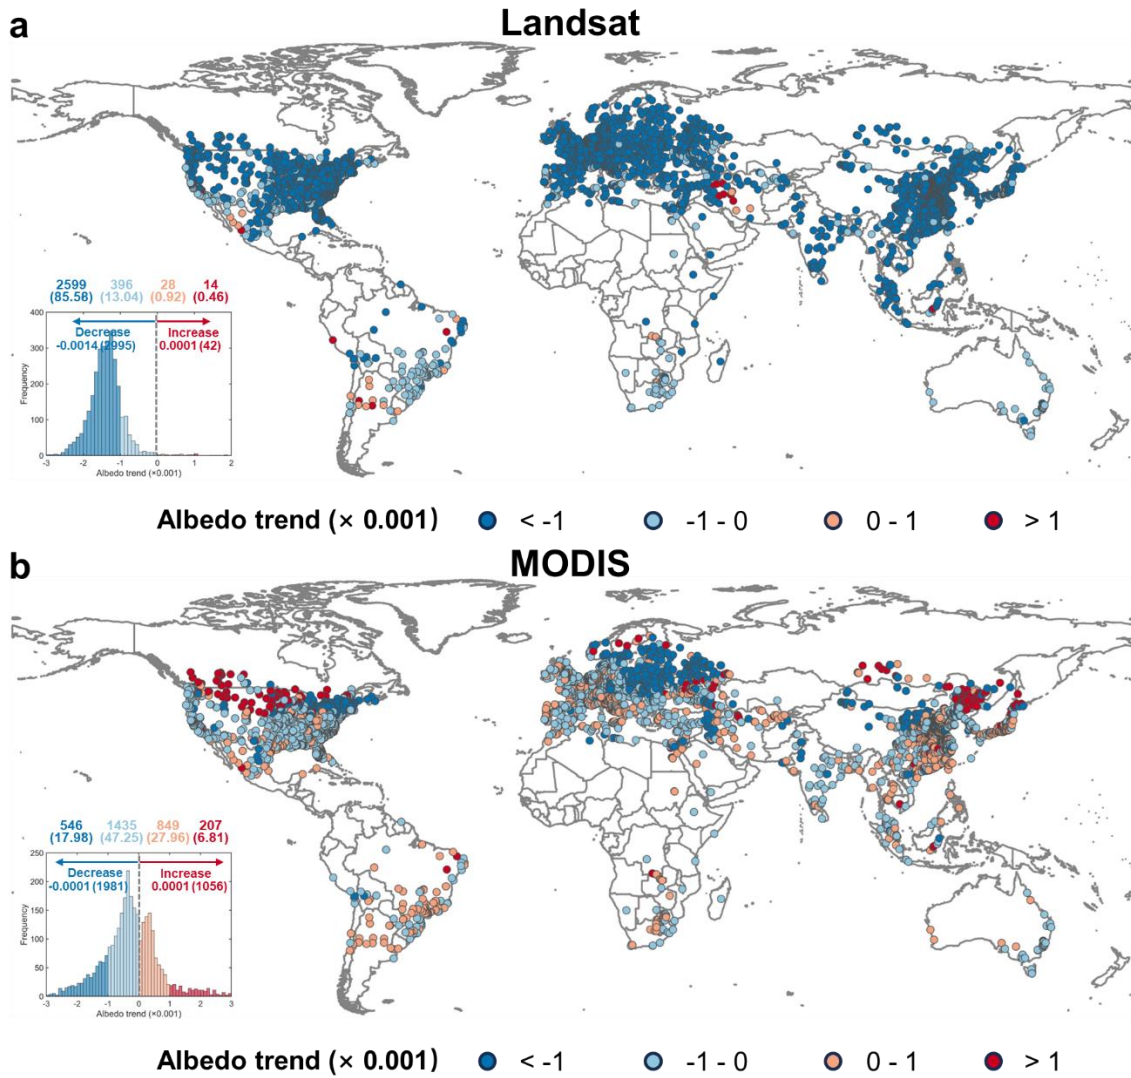 a
Landsat
2599 396 28 14
(85.58) (13.04) (0.92) (0.46)
400
300
200
100
0
Frequency
Decrease Increase
-0.0014 (2995) 0.0001 (42)
-3 -2 -1 0 1 2
Albedo trend (×0.001)
Albedo trend (× 0.001) < -1 -1 - 0 0 - 1 > 1
b
MODIS
546 1435 849 207
(17.98) (47.25) (27.96) (6.81)
250
200
150
100
50
0
Frequency
Decrease Increase
-0.0001 (1981) 0.0001 (1056)
-3 -2 -1 0 1 2 3
Albedo trend (×0.001)
Albedo trend (× 0.001) < -1 -1 - 0 0 - 1 > 1